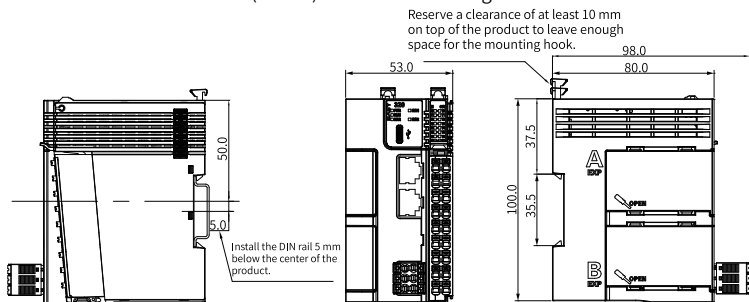 Reserve a clearance of at least 10 mm
on top of the product to leave enough
space for the mounting hook.
98.0
53.0
80.0
320
50.0
37.5
A
EXP
100.0
35.5
OPEN
5.0
Install the DIN rail 5 mm
below the center of the
product.
B
EXP
OPEN